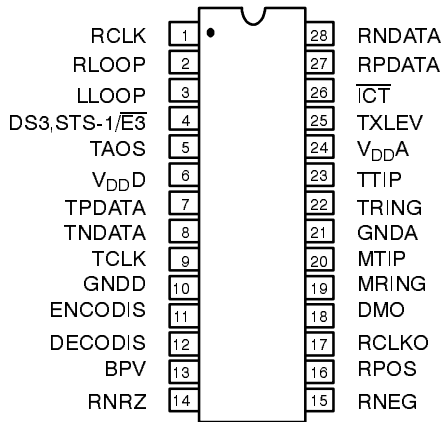 RCLK 1 28 RNDATA
RLOOP 2 27 RPDATA
LLOOP 3 26 I̅C̅T̅
DS3,STS-1/E̅3̅ 4 25 TXLEV
TAOS 5 24 VDDA
VDDD 6 23 TTIP
TPDATA 7 22 TRING
TNDATA 8 21 GNDA
TCLK 9 20 MTIP
GNDD 10 19 MRING
ENCODIS 11 18 DMO
DECODIS 12 17 RCLKO
BPV 13 16 RPOS
RNRZ 14 15 RNEG